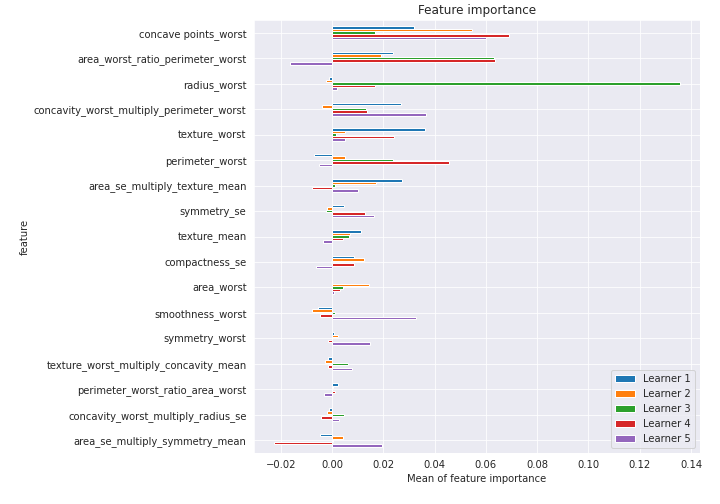 Feature importance
concave points_worst
area_worst_ratio_perimeter_worst
radius_worst
concavity_worst_multiply_perimeter_worst
texture_worst
perimeter_worst
area_se_multiply_texture_mean
symmetry_se
texture_mean
compactness_se
area_worst
smoothness_worst
symmetry_worst
texture_worst_multiply_concavity_mean
perimeter_worst_ratio_area_worst
concavity_worst_multiply_radius_se
area_se_multiply_symmetry_mean
feature
Learner 1
Learner 2
Learner 3
Learner 4
Learner 5
−0.02 0.00 0.02 0.04 0.06 0.08 0.10 0.12 0.14
Mean of feature importance